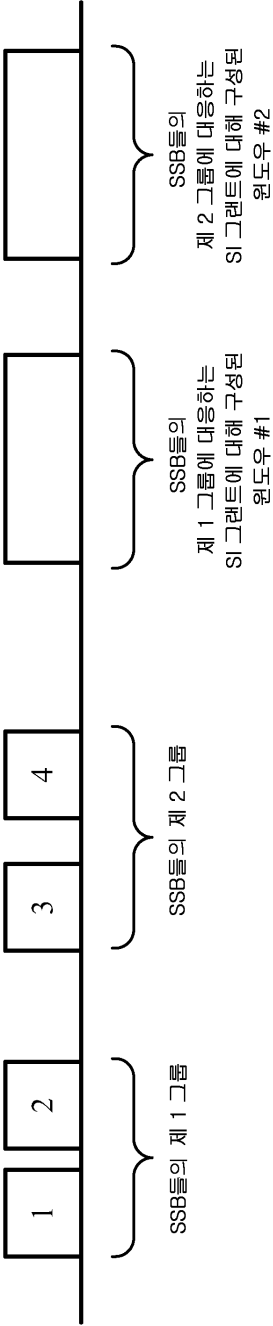 1
2
3
4
SSB들의 제 1 그룹
SSB들의 제 2 그룹
SSB들의
제 1 그룹에 대응하는
SI 그랜트에 대해 구성된
윈도우 #1
SSB들의
제 2 그룹에 대응하는
SI 그랜트에 대해 구성된
윈도우 #2